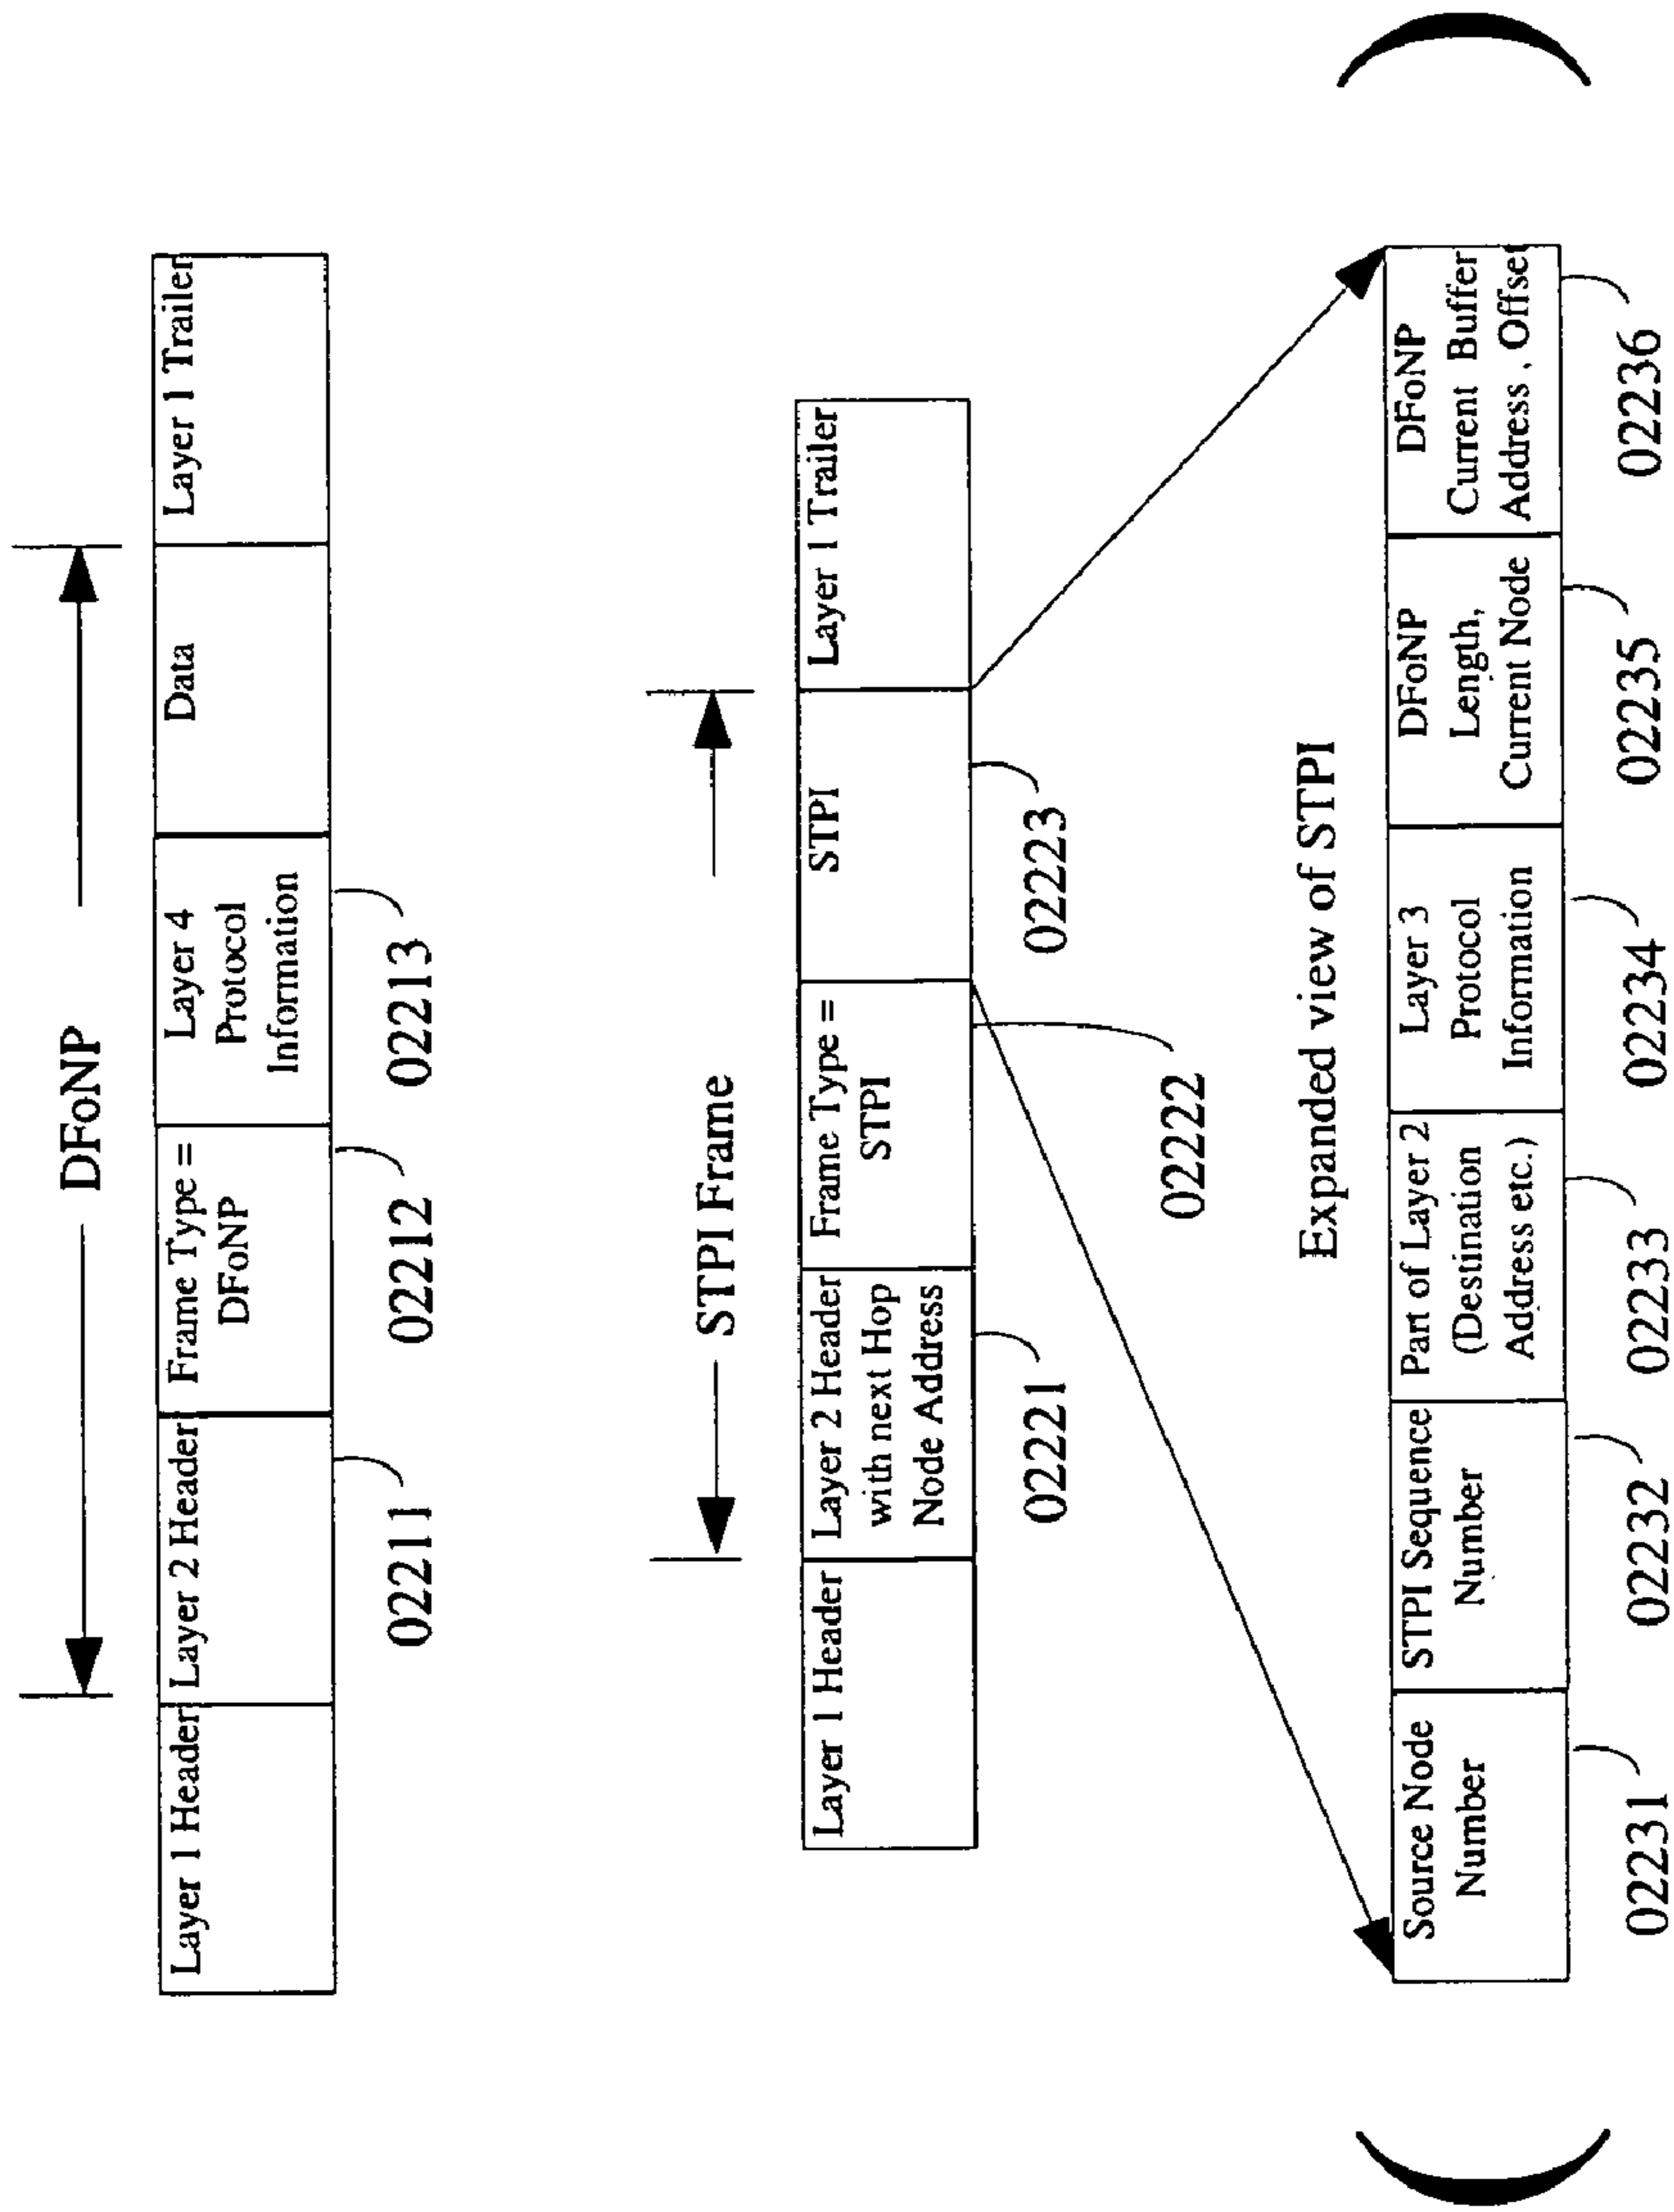 DFoNP
Layer 1 Header
Layer 2 Header
Frame Type =
DFoNP
Layer 4
Protocol
Information
Data
Layer 1 Trailer
02211
02212
02213
STPI Frame
Layer 1 Header
Layer 2 Header
with next Hop
Node Address
Frame Type =
STPI
STPI
Layer 1 Trailer
02221
02222
02223
Expanded view of STPI
Source Node
Number
STPI Sequence
Number
Part of Layer 2
(Destination
Address etc.)
Layer 3
Protocol
Information
DFoNP
Length,
Current Node
DFoNP
Current Buffer
Address , Offset
02231
02232
02233
02234
02235
02236